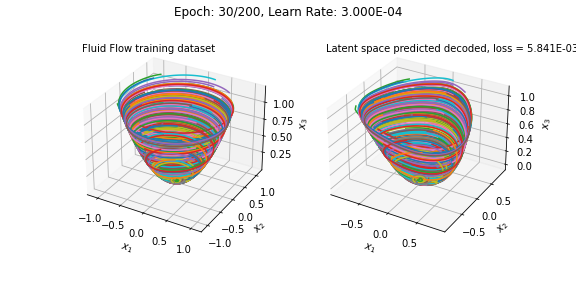 Epoch: 30/200, Learn Rate: 3.000E-04
Fluid Flow training dataset
1.00
0.75
0.50
0.25
x3
−1.0
−0.5
0.0
0.5
1.0
x1
−1.0
−0.5
0.0
0.5
1.0
x2
Latent space predicted decoded, loss = 5.841E-03
1.0
0.8
0.6
0.4
0.2
0.0
x3
−0.5
0.0
0.5
x1
−0.5
0.0
0.5
x2